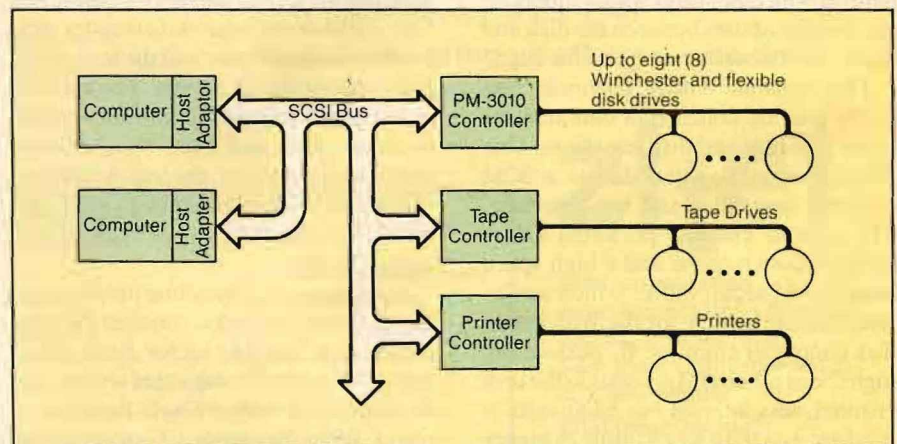 Up to eight (8)
Winchester and flexible
disk drives
Computer
Host
Adaptor
SCSI Bus
PM-3010
Controller
Computer
Host
Adapter
Tape
Controller
Tape Drives
Printer
Controller
Printers